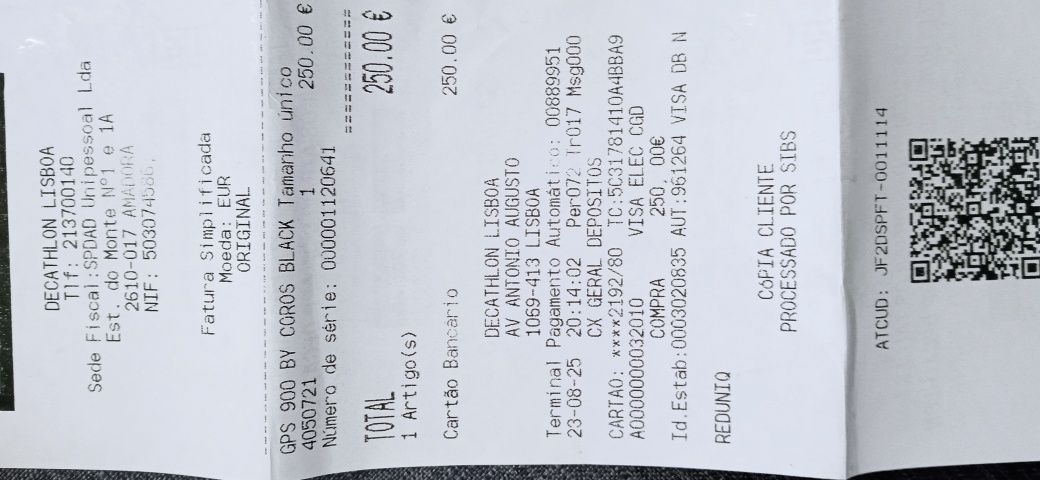 DECATHLON LISBOA
Tlf: 213700140
Sede Fiscal:SPDAD Unipessoal Lda
Est. do Monte Nº1 e 1A
2610-017 AMADORA
NIF: 503074586.
Fatura Simplificada
Moeda: EUR
ORIGINAL
GPS 900 BY COROS BLACK Tamanho único
4050721 1 250.00 €
Número de série: 000001120641
===========
TOTAL 250.00 €
1 Artigo(s)
Cartão Bancário 250.00 €
DECATHLON LISBOA
AV ANTONIO AUGUSTO
1069-413 LISBOA
Terminal Pagamento Automático: 00889951
23-08-25 20:14:02 Per072 Trn017 Msg000
CX GERAL DEPOSITOS
CARTAO: ****2192/80 TC:5C31781410A4BBA9
A0000000032010 VISA ELEC CGD
COMPRA 250,00€
Id.Estab:0003020835 AUT:961264 VISA DB N
REDUNIQ
CóPIA CLIENTE
PROCESSADO POR SIBS
ATCUD: JF2DSPFT-0011114